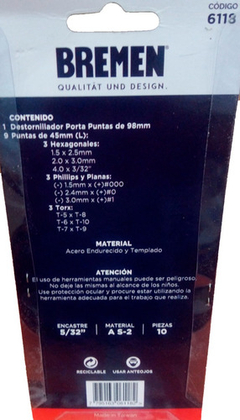 CÓDIGO
6118
BREMEN®
QUALITÄT UND DESIGN.
CONTENIDO
1 Destornillador Porta Puntas de 98mm
9 Puntas de 45mm (L):
3 Hexagonales:
1.5 x 2.5mm
2.0 x 3.0mm
4.0 x 3/32"
3 Phillips y Planas:
(-) 1.5mm x (+)#000
(-) 2.4mm x (+)#0
(-) 3.0mm x (+)#1
3 Torx:
T-5 x T-8
T-6 x T-10
T-7 x T-9
MATERIAL
Acero Endurecido y Templado
ATENCIÓN
El uso de herramientas manuales puede ser peligroso.
No deje las mismas al alcance de los niños.
Use protección ocular y procure estar utilizando la
herramienta adecuada para el trabajo que realiza.
ENCASTRE
5/32"
MATERIAL
A S-2
PIEZAS
10
RECICLABLE
USAR ANTEOJOS
Made in Taiwan